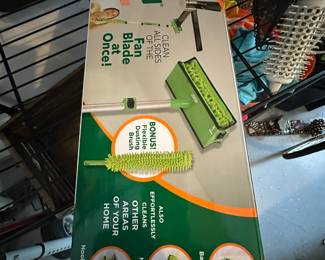 CLEAN
ALL SIDES
OF THE
Fan
Blade
at
Once!
BONUS!
Flexible
Dusting
Brush
ALSO
EFFORTLESSLY
CLEANS
OTHER
AREAS
OF YOUR
HOME